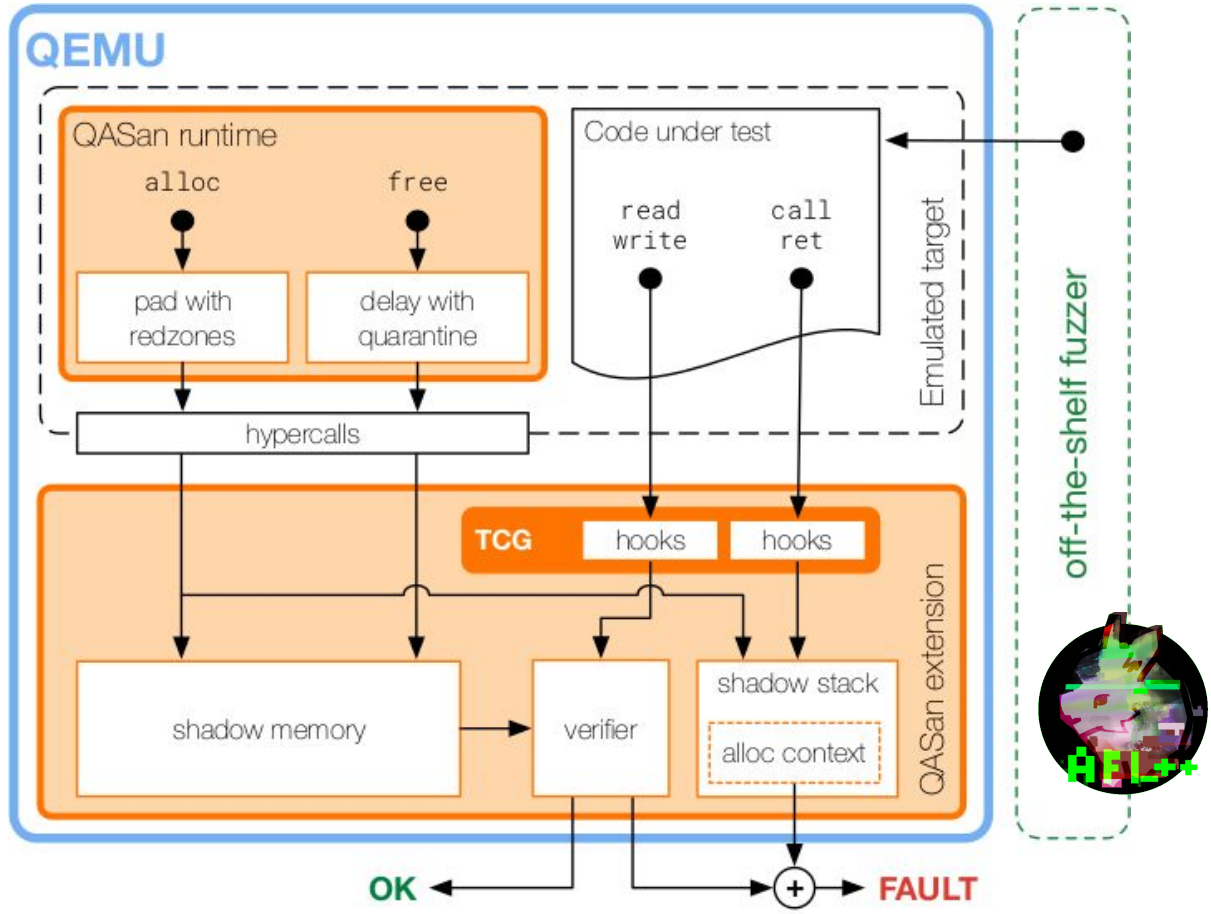 QEMU
QASan runtime
alloc
free
pad with
redzones
delay with
quarantine
Code under test
read
write
call
ret
Emulated target
hypercalls
TCG
hooks
hooks
shadow memory
verifier
shadow stack
alloc context
QASan extension
OK
+
FAULT
off-the-shelf fuzzer
AFL++